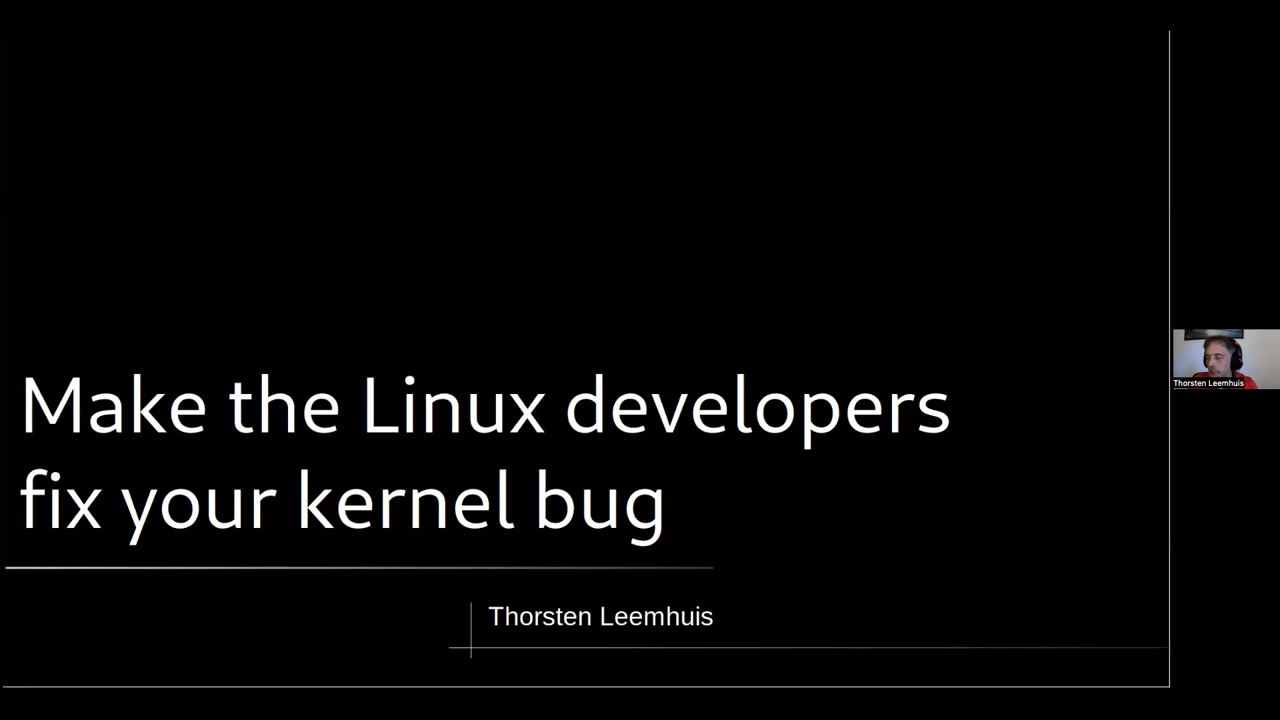 Make the Linux developers
fix your kernel bug
Thorsten Leemhuis
Thorsten Leemhuis